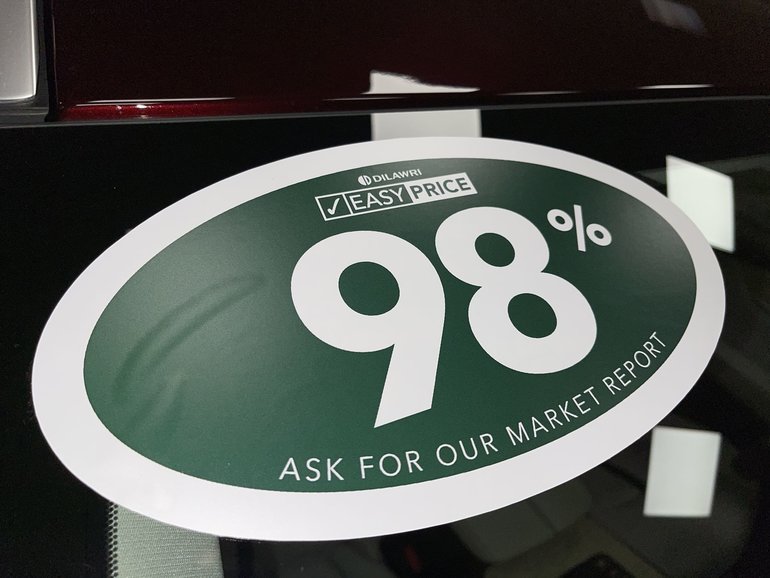 DILAWRI
✓ EASY PRICE
98%
ASK FOR OUR MARKET REPORT